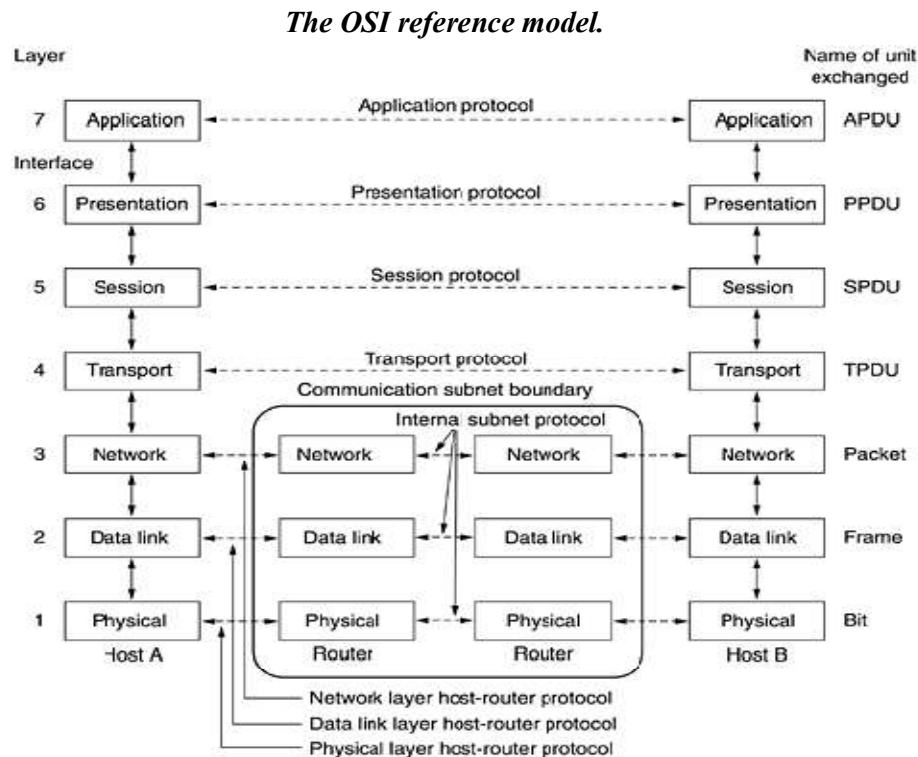 The OSI reference model.
Layer
Name of unit exchanged
7 Application Application protocol Application APDU
Interface
6 Presentation Presentation protocol Presentation PPDU
5 Session Session protocol Session SPDU
4 Transport Transport protocol Transport TPDU
Communication subnet boundary
Interna subnet protocol
3 Network Network Network Network Packet
2 Data link Data link Data link Data link Frame
1 Physical Physical Physical Physical Bit
Host A Router Router Host B
Network layer host-router protocol
Data link layer host-router protocol
Physical layer host-router protocol